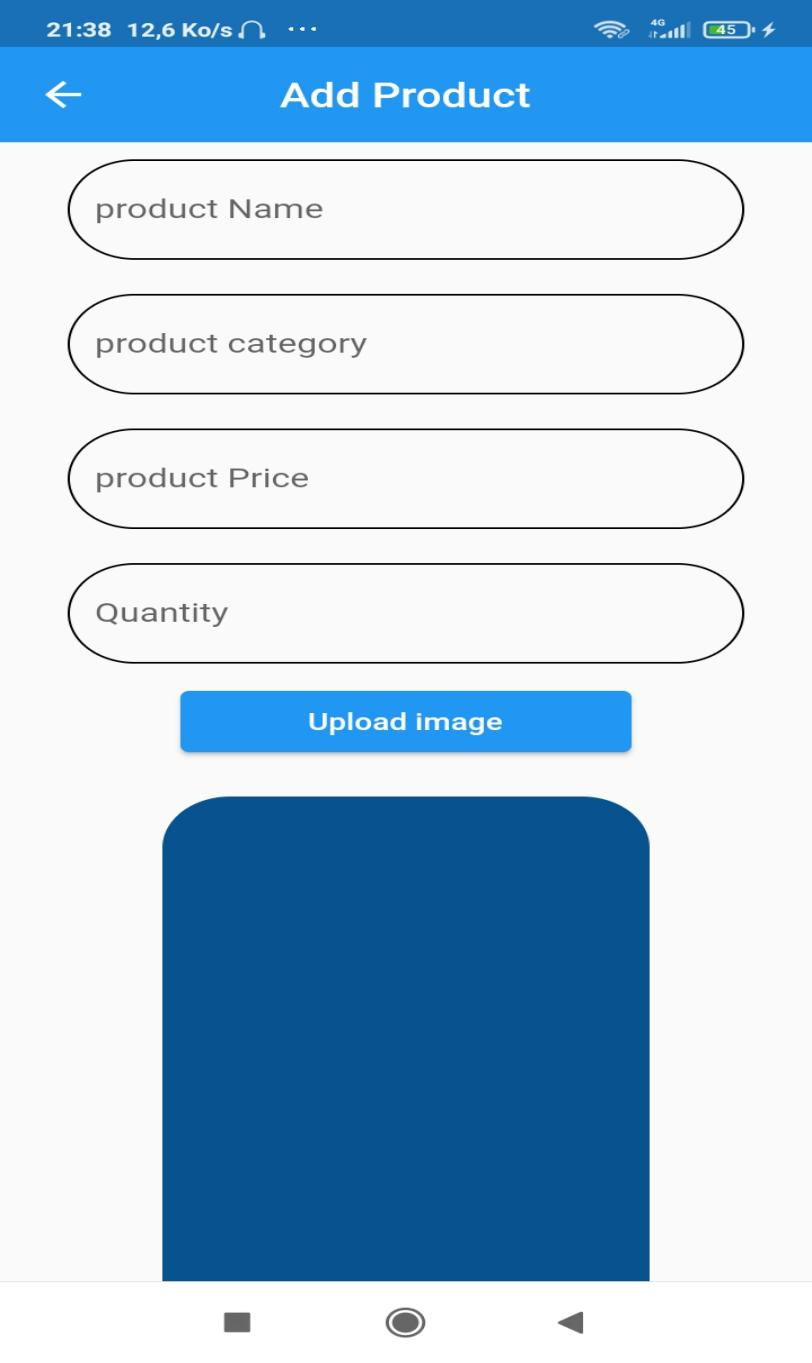 21:38 12,6 Ko/s ...
4G
45
Add Product
product Name
product category
product Price
Quantity
Upload image